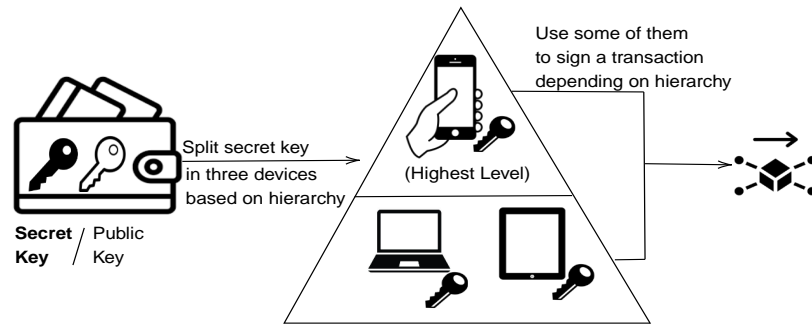 Split secret key
in three devices
based on hierarchy
Secret / Public
Key Key
(Highest Level)
Use some of them
to sign a transaction
depending on hierarchy